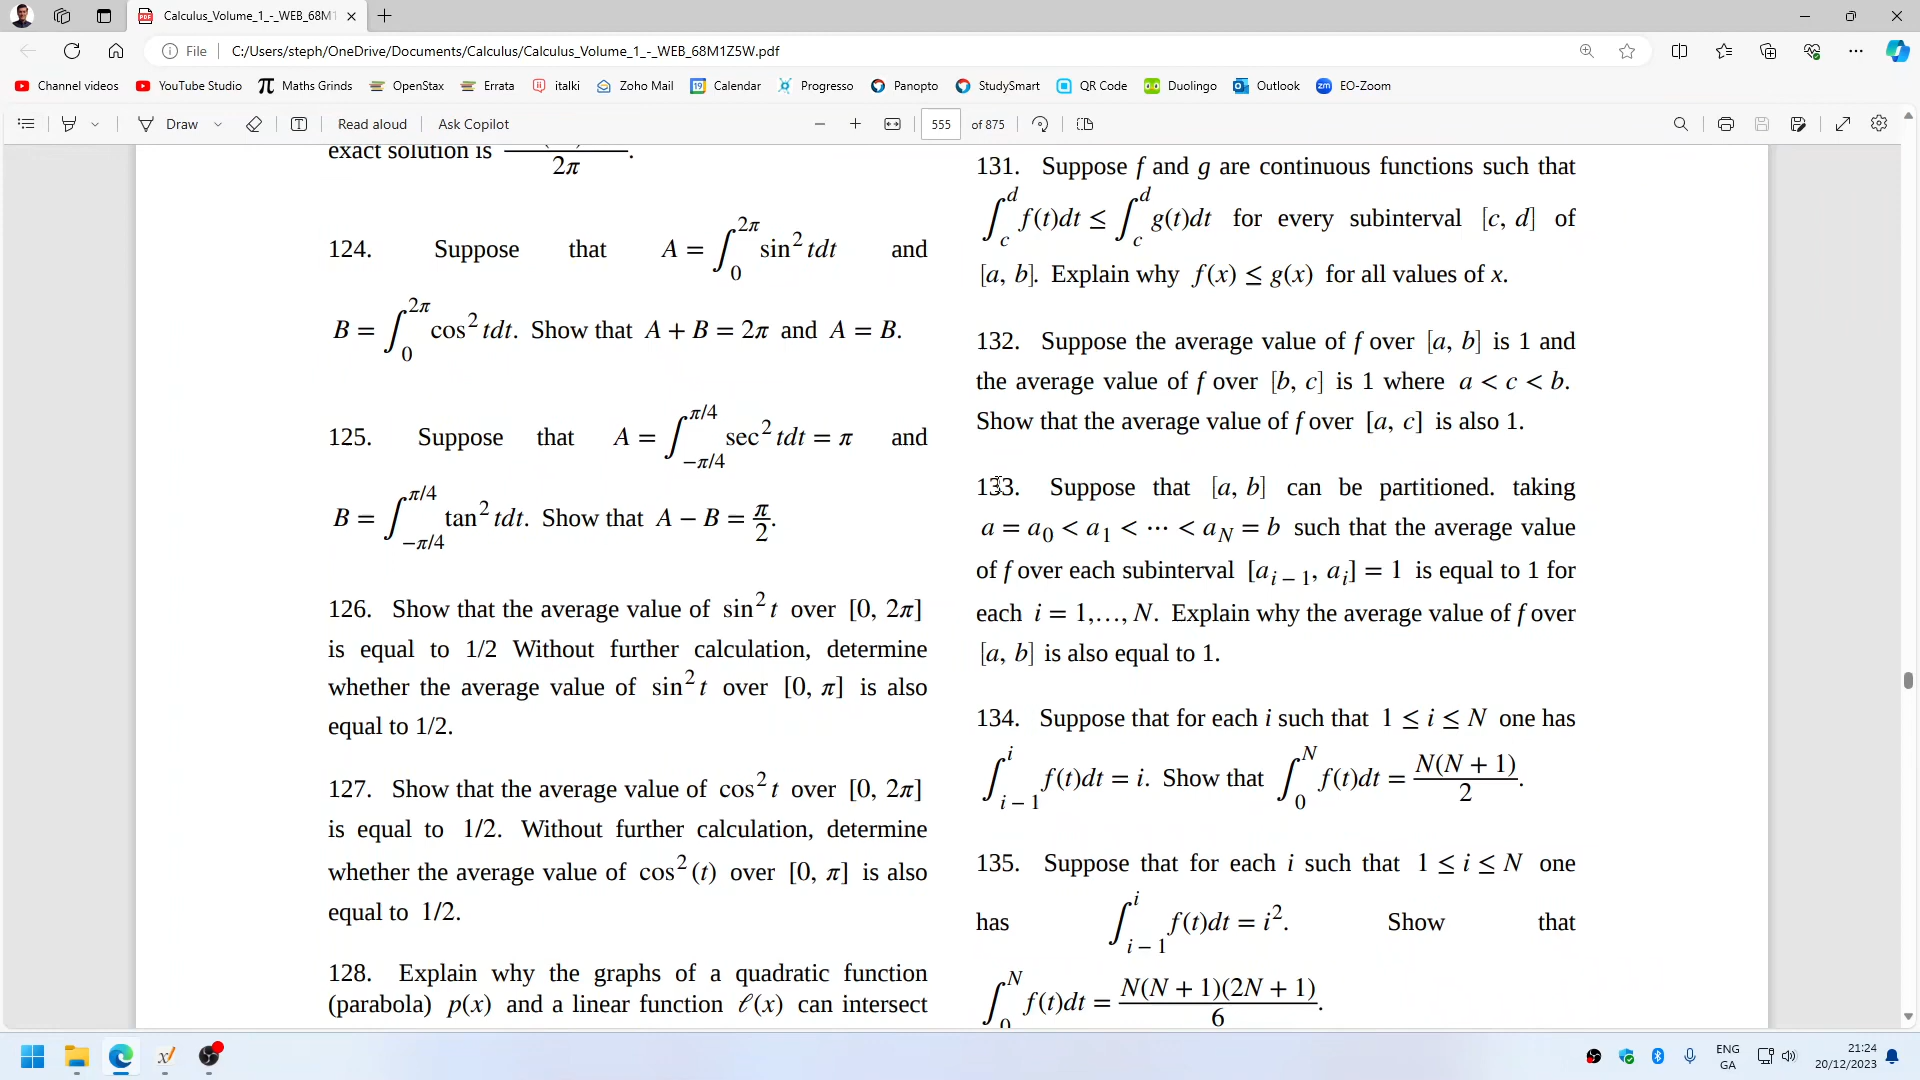 Calculus_Volume_1_-_WEB_68M1
File C:/Users/steph/OneDrive/Documents/Calculus/Calculus_Volume_1_-_WEB_68M1Z5W.pdf
Channel videos YouTube Studio Maths Grinds OpenStax Errata italki Zoho Mail Calendar Progresso Panopto StudySmart QR Code Duolingo Outlook EO-Zoom
Draw Read aloud Ask Copilot 555 of 875
exact solution is ―/2π.
124. Suppose that A = ∫_0^{2π} sin² tdt and
B = ∫_0^{2π} cos² tdt. Show that A + B = 2π and A = B.
125. Suppose that A = ∫_{−π/4}^{π/4} sec² tdt = π and
B = ∫_{−π/4}^{π/4} tan² tdt. Show that A − B = π/2.
126. Show that the average value of sin² t over [0, 2π]
is equal to 1/2 Without further calculation, determine
whether the average value of sin² t over [0, π] is also
equal to 1/2.
127. Show that the average value of cos² t over [0, 2π]
is equal to 1/2. Without further calculation, determine
whether the average value of cos² (t) over [0, π] is also
equal to 1/2.
128. Explain why the graphs of a quadratic function
(parabola) p(x) and a linear function ℓ(x) can intersect
131. Suppose f and g are continuous functions such that
∫_c^d f(t)dt ≤ ∫_c^d g(t)dt for every subinterval [c, d] of
[a, b]. Explain why f(x) ≤ g(x) for all values of x.
132. Suppose the average value of f over [a, b] is 1 and
the average value of f over [b, c] is 1 where a < c < b.
Show that the average value of f over [a, c] is also 1.
133. Suppose that [a, b] can be partitioned. taking
a = a₀ < a₁ < ⋯ < a_N = b such that the average value
of f over each subinterval [a_{i − 1}, a_i] = 1 is equal to 1 for
each i = 1,…, N. Explain why the average value of f over
[a, b] is also equal to 1.
134. Suppose that for each i such that 1 ≤ i ≤ N one has
∫_{i − 1}^i f(t)dt = i. Show that ∫_0^N f(t)dt = N(N + 1)/2.
135. Suppose that for each i such that 1 ≤ i ≤ N one
has ∫_{i − 1}^i f(t)dt = i². Show that
∫_0^N f(t)dt = N(N + 1)(2N + 1)/6.
ENG
GA
21:24
20/12/2023